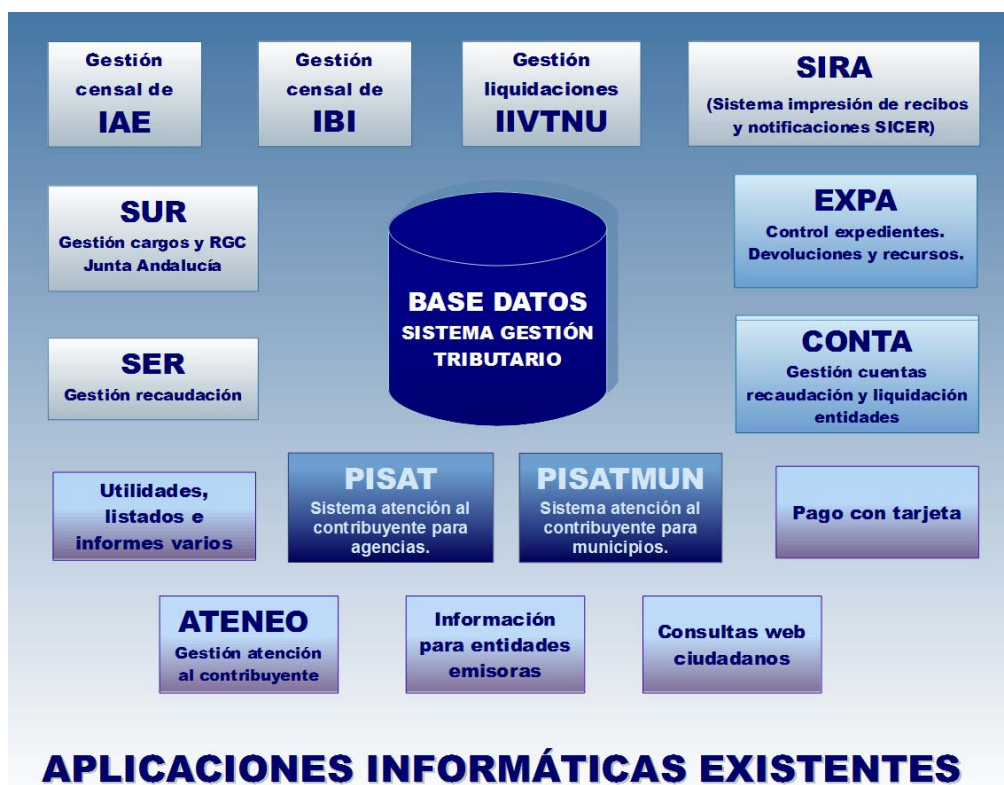 Gestión
censal de
IAE
Gestión
censal de
IBI
Gestión
liquidaciones
IIVTNU
SIRA
(Sistema impresión de recibos
y notificaciones SICER)
SUR
Gestión cargos y RGC
Junta Andalucía
BASE DATOS
SISTEMA GESTIÓN
TRIBUTARIO
EXPA
Control expedientes.
Devoluciones y recursos.
SER
Gestión recaudación
CONTA
Gestión cuentas
recaudación y liquidación
entidades
Utilidades,
listados e
informes varios
PISAT
Sistema atención al
contribuyente para
agencias.
PISATMUN
Sistema atención al
contribuyente para
municipios.
Pago con tarjeta
ATENEO
Gestión atención
al contribuyente
Información
para entidades
emisoras
Consultas web
ciudadanos
APLICACIONES INFORMÁTICAS EXISTENTES